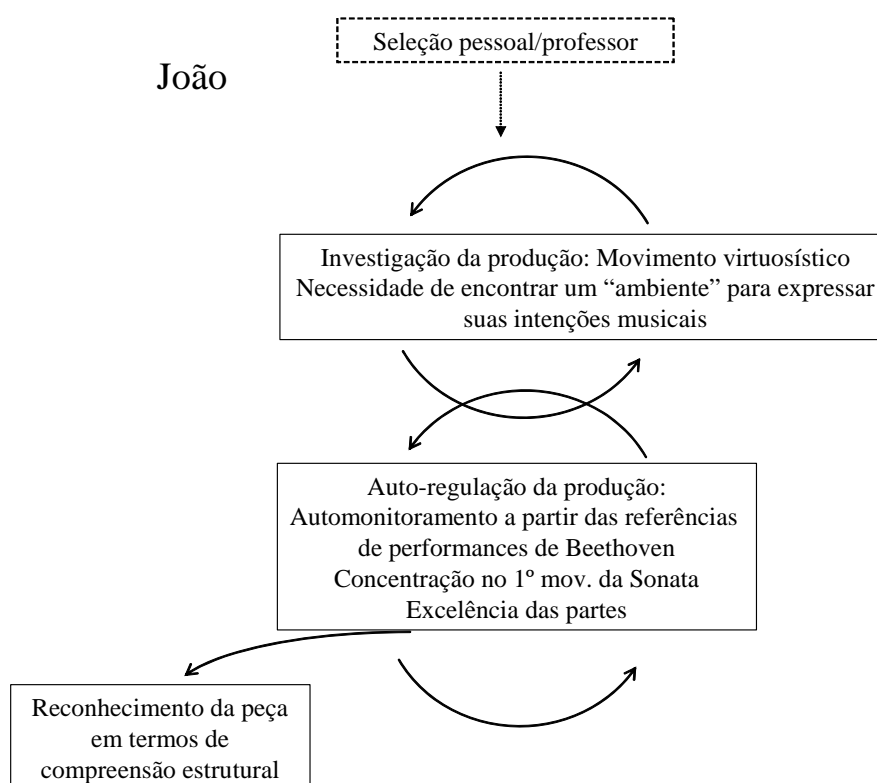 Seleção pessoal/professor
João
Investigação da produção: Movimento virtuosístico
Necessidade de encontrar um “ambiente” para expressar
suas intenções musicais
Auto-regulação da produção:
Automonitoramento a partir das referências
de performances de Beethoven
Concentração no 1º mov. da Sonata
Excelência das partes
Reconhecimento da peça
em termos de
compreensão estrutural